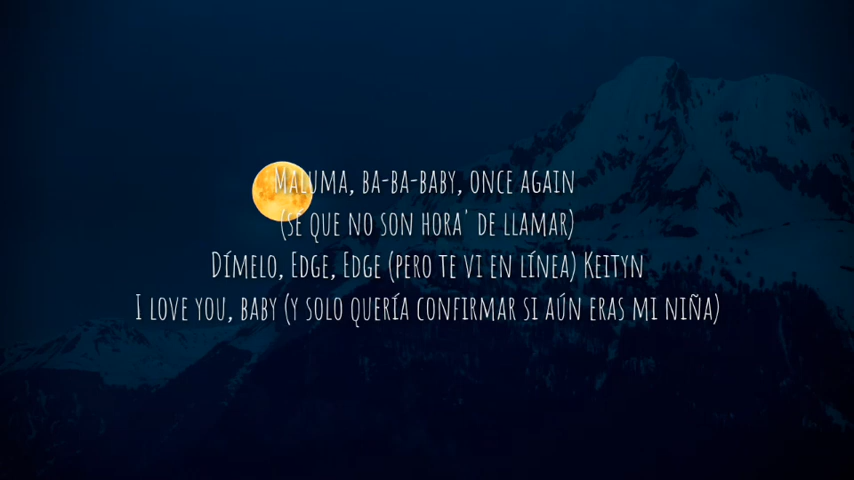 Maluma, ba-ba-baby, once again
(sé que no son hora' de llamar)
Dímelo, Edge, Edge (pero te vi en línea) Keityn
I love you, baby (y solo quería confirmar si aún eras mi niña)